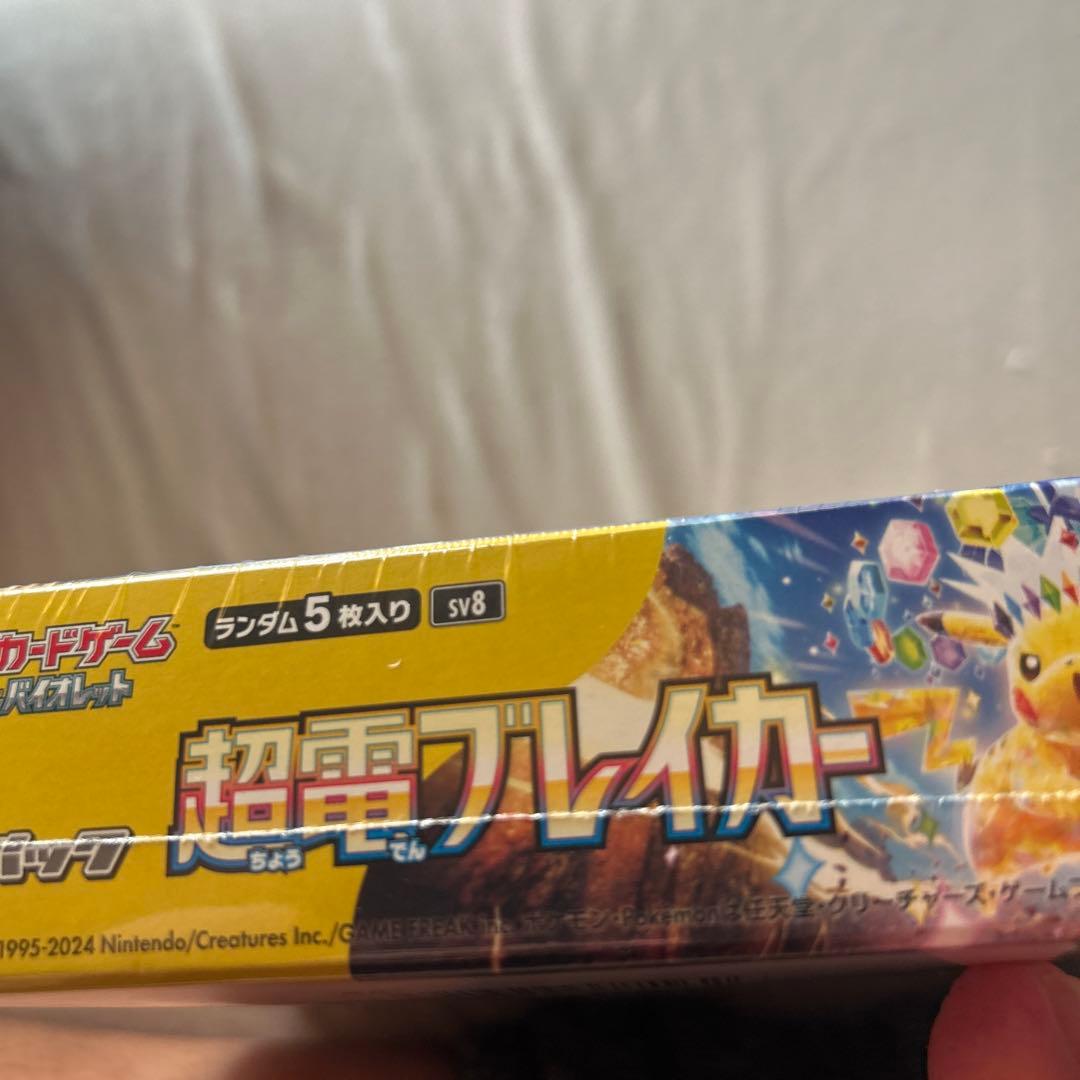 カードゲーム
バイオレット
ランダム5枚入り
SV8
超電ブレイカー
ちょう でん
パック
1995-2024 Nintendo/Creatures Inc./GAME FREAK inc. ポケモン・Pokémonは任天堂・クリーチャーズ・ゲーム